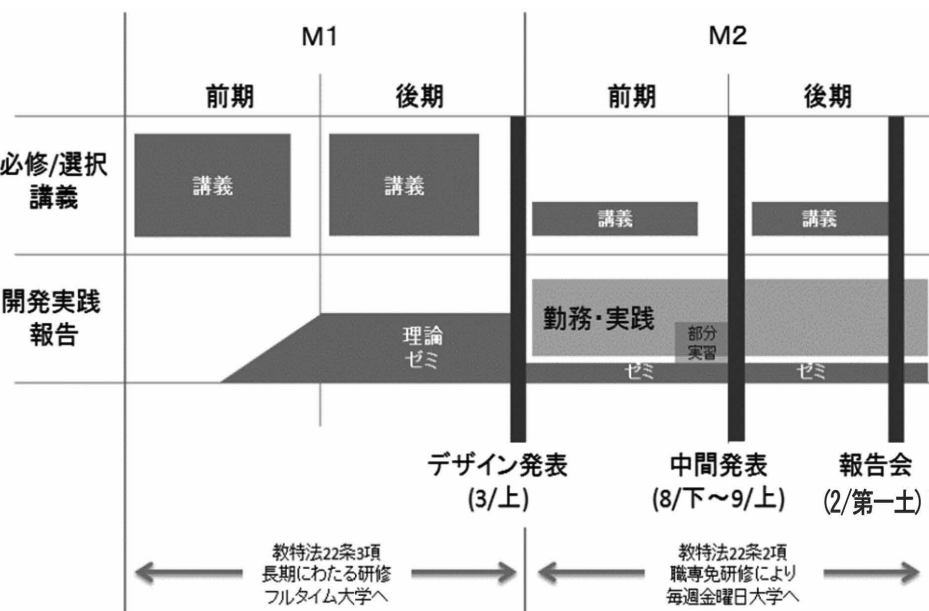 M1
M2
前期
後期
前期
後期
必修/選択
講義
講義
講義
講義
講義
開発実践
報告
理論
ゼミ
勤務・実践
部分
実習
ゼミ
ゼミ
デザイン発表
(3/上)
中間発表
(8/下～9/上)
報告会
(2/第一土)
教特法22条3項
長期にわたる研修
フルタイム大学へ
教特法22条2項
職専免研修により
毎週金曜日大学へ